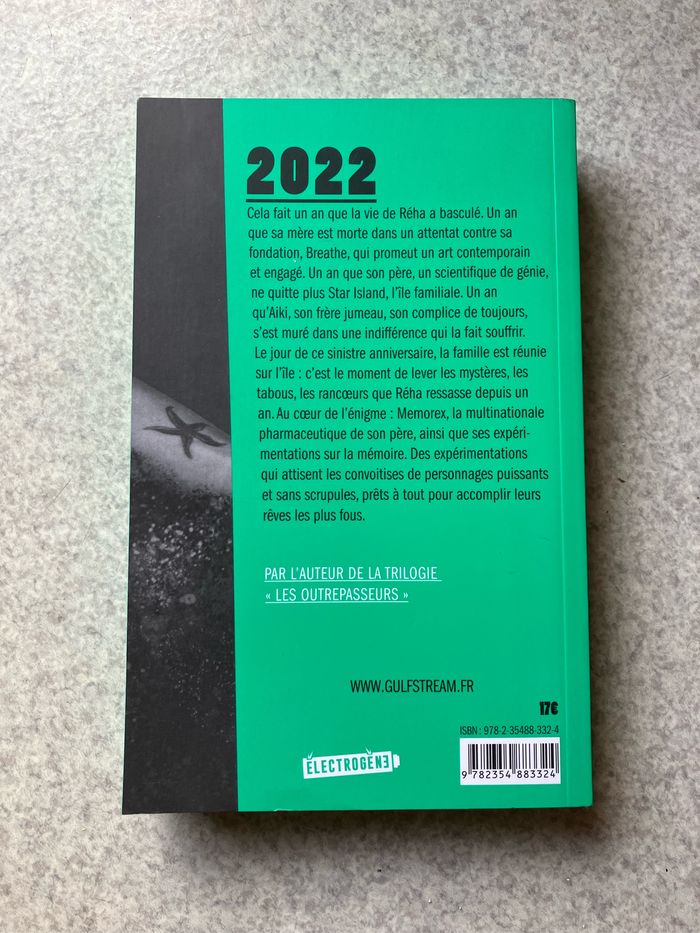 2022
Cela fait un an que la vie de Réha a basculé. Un an
que sa mère est morte dans un attentat contre sa
fondation, Breathe, qui promeut un art contemporain
et engagé. Un an que son père, un scientifique de génie,
ne quitte plus Star Island, l'île familiale. Un an
qu'Aiki, son frère jumeau, son complice de toujours,
s'est muré dans une indifférence qui la fait souffrir.
Le jour de ce sinistre anniversaire, la famille est réunie
sur l'île : c'est le moment de lever les mystères, les
tabous, les rancœurs que Réha ressasse depuis un
an. Au cœur de l'énigme : Memorex, la multinationale
pharmaceutique de son père, ainsi que ses expéri-
mentations sur la mémoire. Des expérimentations
qui attisent les convoitises de personnages puissants
et sans scrupules, prêts à tout pour accomplir leurs
rêves les plus fous.
PAR L'AUTEUR DE LA TRILOGIE
« LES OUTREPASSEURS »
WWW.GULFSTREAM.FR
17€
ISBN : 978-2-35488-332-4
9 782354 883324
ÉLECTROGÈNE